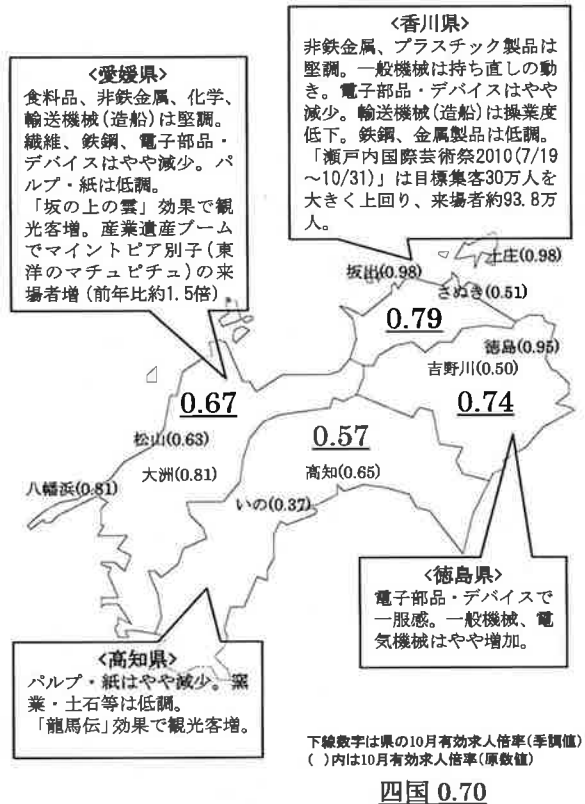 <香川県>
非鉄金属、プラスチック製品は
堅調。一般機械は持ち直しの動
き。電子部品・デバイスはやや
減少。輸送機械(造船)は操業度
低下。鉄鋼、金属製品は低調。
「瀬戸内国際芸術祭2010(7/19
～10/31)」は目標集客30万人を
大きく上回り、来場者約93.8万
人。
<愛媛県>
食料品、非鉄金属、化学、
輸送機械(造船)は堅調。
繊維、鉄鋼、電子部品・
デバイスはやや減少。パ
ルプ・紙は低調。
「坂の上の雲」効果で観
光客増。産業遺産ブーム
でマイントピア別子(東
洋のマチュピチュ)の来
場者増(前年比約1.5倍)
土庄(0.98)
坂出(0.98)
さぬき(0.51)
0.79
徳島(0.95)
吉野川(0.50)
0.74
0.67
松山(0.63)
0.57
大洲(0.81)
高知(0.65)
八幡浜(0.81)
いの(0.37)
<徳島県>
電子部品・デバイスで
一服感。一般機械、電
気機械はやや増加。
<高知県>
パルプ・紙はやや減少。窯
業・土石等は低調。
「龍馬伝」効果で観光客増。
下線数字は県の10月有効求人倍率(季調値)
( )内は10月有効求人倍率(原数値)
四国 0.70